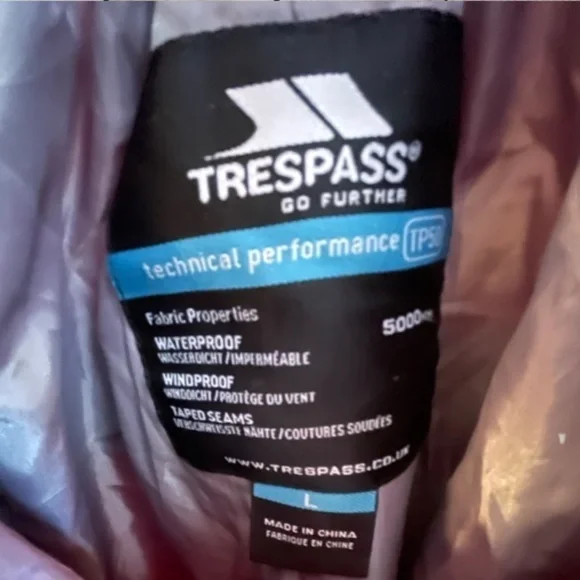 TRESPASS®
GO FURTHER
technical performance TP50
Fabric Properties
5000mm
WATERPROOF
WASSERDICHT/IMPERMÉABLE
WINDPROOF
WINDDICHT/PROTÈGE DU VENT
TAPED SEAMS
VERSCHWEISSTE NÄHTE/COUTURES SOUDÉES
WWW.TRESPASS.CO.UK
L
MADE IN CHINA
FABRIQUE EN CHINE